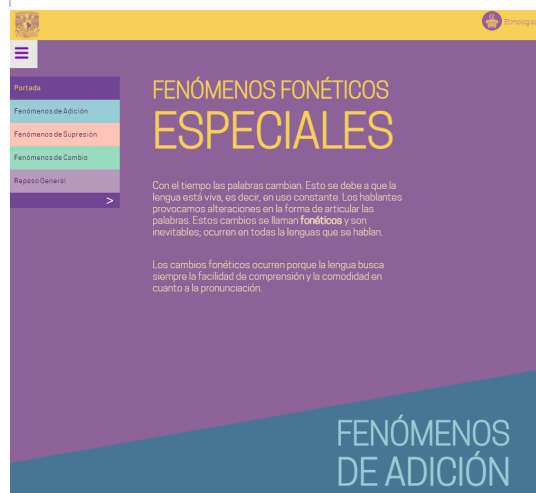 Etimologías
Portada
Fenómenos de Adición
Fenómenos de Supresión
Fenómenos de Cambio
Repaso General
>
FENÓMENOS FONÉTICOS
ESPECIALES
Con el tiempo las palabras cambian. Esto se debe a que la
lengua está viva, es decir, en uso constante. Los hablantes
provocamos alteraciones en la forma de articular las
palabras. Estos cambios se llaman fonéticos y son
inevitables; ocurren en todas la lenguas que se hablan.
Los cambios fonéticos ocurren porque la lengua busca
siempre la facilidad de comprensión y la comodidad en
cuanto a la pronunciación.
FENÓMENOS
DE ADICIÓN